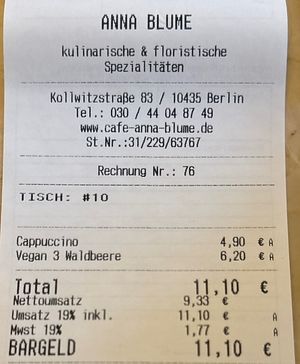 ANNA BLUME
kulinarische & floristische
Spezialitäten
Kollwitzstraße 83 / 10435 Berlin
Tel.: 030 / 44 04 87 49
www.cafe-anna-blume.de
St.Nr.:31/229/63767
Rechnung Nr.: 76
TISCH: #10
Cappuccino 4,90 € A
Vegan 3 Waldbeere 6,20 € A
Total 11,10 €
Nettoumsatz 9,33 €
Umsatz 19% inkl. 11,10 € A
Mwst 19% 1,77 € A
BARGELD 11,10 €